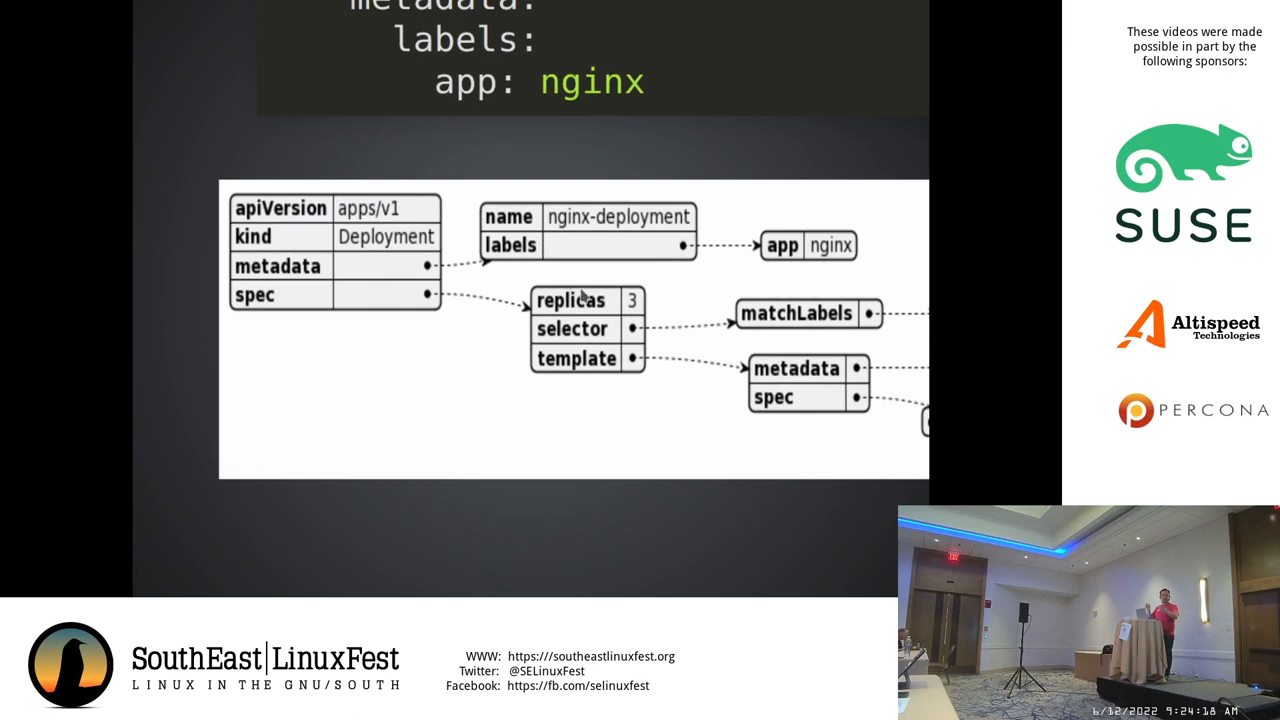 metadata:
labels:
app: nginx
apiVersion apps/v1
kind Deployment
metadata
spec
name nginx-deployment
labels
app nginx
replicas 3
selector
template
matchLabels
metadata
spec
These videos were made
possible in part by the
following sponsors:
SUSE
Altispeed
Technologies
PERCONA
SouthEast LinuxFest
LINUX IN THE GNU/SOUTH
WWW: https:///southeastlinuxfest.org
Twitter: @SELinuxFest
Facebook: https://fb.com/selinuxfest
6/12/2022 9:24:18 AM